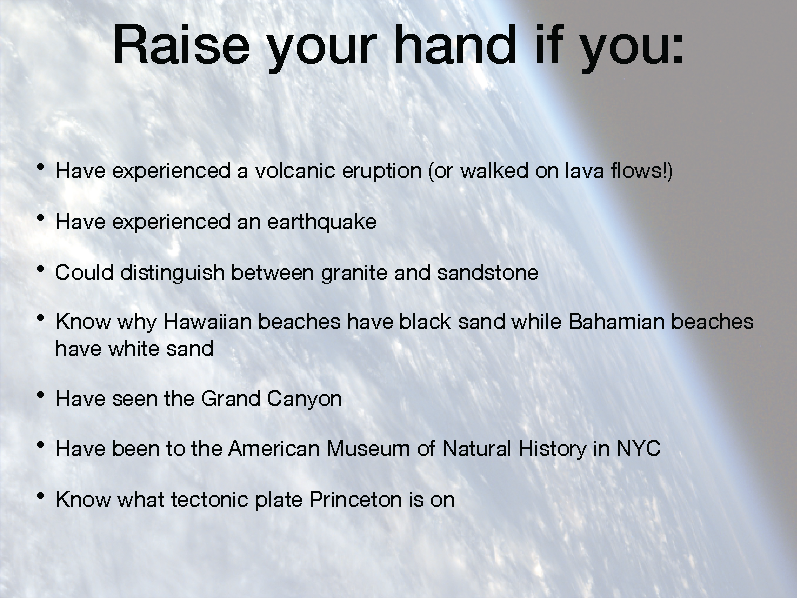 Raise your hand if you:
• Have experienced a volcanic eruption (or walked on lava flows!)
• Have experienced an earthquake
• Could distinguish between granite and sandstone
• Know why Hawaiian beaches have black sand while Bahamian beaches
have white sand
• Have seen the Grand Canyon
• Have been to the American Museum of Natural History in NYC
• Know what tectonic plate Princeton is on